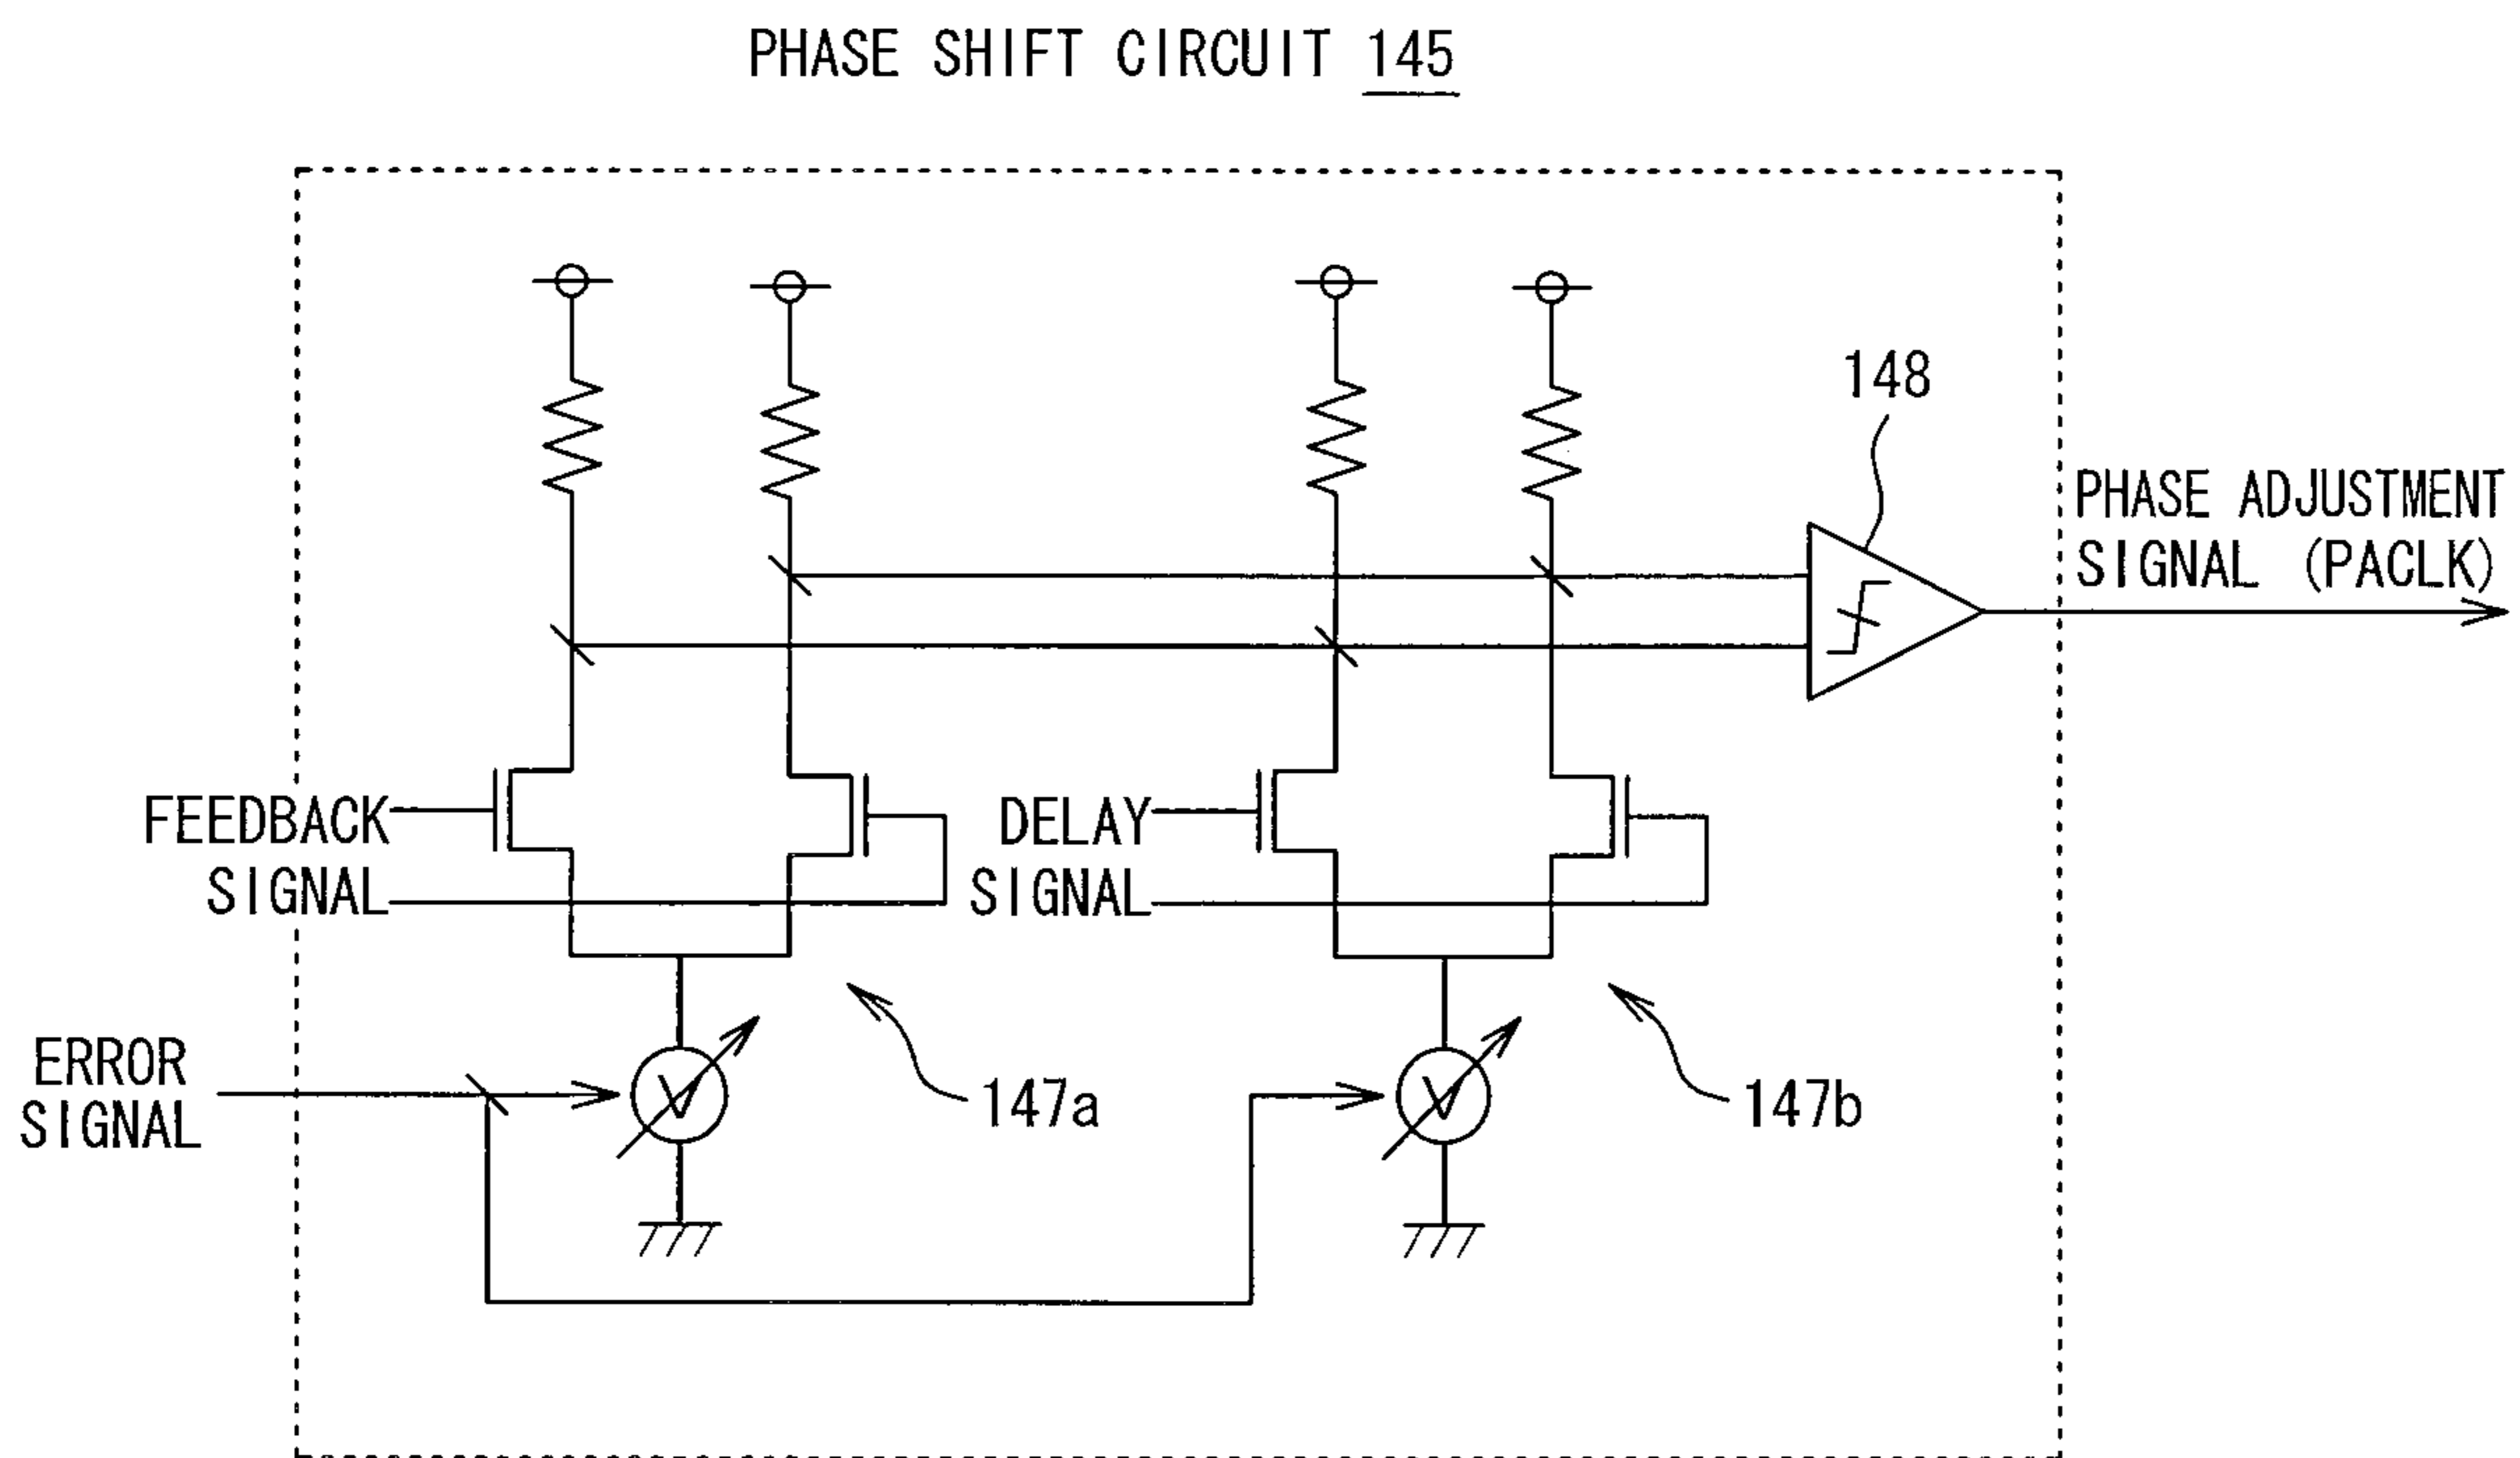 PHASE SHIFT CIRCUIT 145
148
PHASE ADJUSTMENT
SIGNAL (PACLK)
FEEDBACK
SIGNAL
DELAY
SIGNAL
ERROR
SIGNAL
V
147a
V
147b